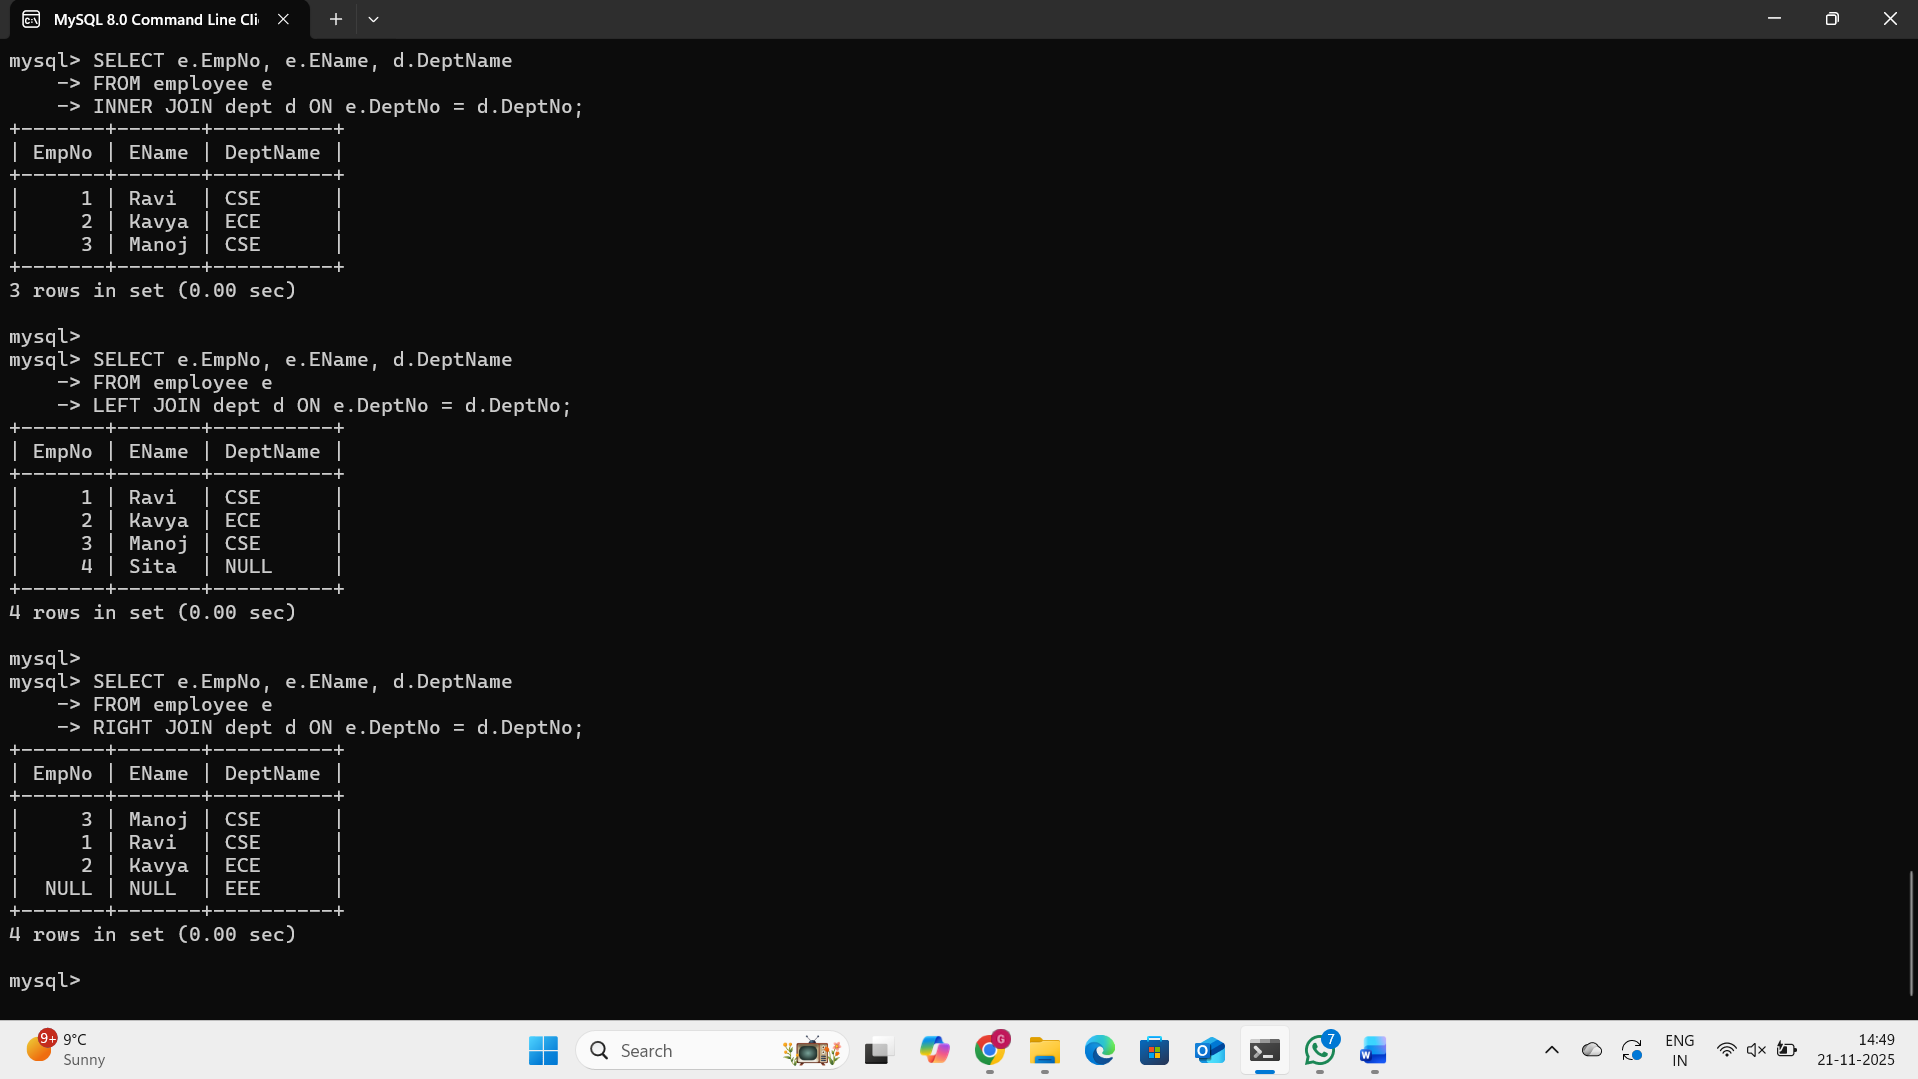 MySQL 8.0 Command Line Cli
mysql> SELECT e.EmpNo, e.EName, d.DeptName
    -> FROM employee e
    -> INNER JOIN dept d ON e.DeptNo = d.DeptNo;
+-------+-------+----------+
| EmpNo | EName | DeptName |
+-------+-------+----------+
|     1 | Ravi  | CSE      |
|     2 | Kavya | ECE      |
|     3 | Manoj | CSE      |
+-------+-------+----------+
3 rows in set (0.00 sec)
mysql>
mysql> SELECT e.EmpNo, e.EName, d.DeptName
    -> FROM employee e
    -> LEFT JOIN dept d ON e.DeptNo = d.DeptNo;
+-------+-------+----------+
| EmpNo | EName | DeptName |
+-------+-------+----------+
|     1 | Ravi  | CSE      |
|     2 | Kavya | ECE      |
|     3 | Manoj | CSE      |
|     4 | Sita  | NULL     |
+-------+-------+----------+
4 rows in set (0.00 sec)
mysql>
mysql> SELECT e.EmpNo, e.EName, d.DeptName
    -> FROM employee e
    -> RIGHT JOIN dept d ON e.DeptNo = d.DeptNo;
+-------+-------+----------+
| EmpNo | EName | DeptName |
+-------+-------+----------+
|     3 | Manoj | CSE      |
|     1 | Ravi  | CSE      |
|     2 | Kavya | ECE      |
|  NULL | NULL  | EEE      |
+-------+-------+----------+
4 rows in set (0.00 sec)
mysql>
9+
9°C
Sunny
Search
G
7
ENG
IN
14:49
21-11-2025